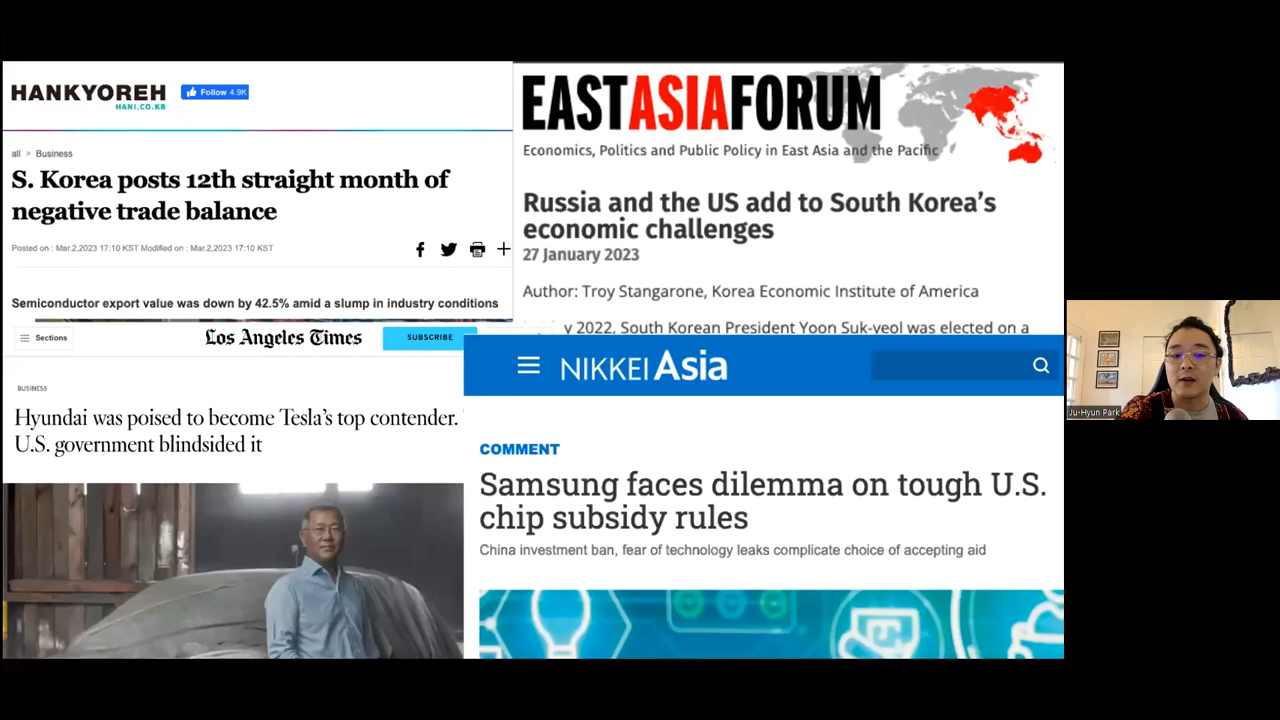 HANKYOREH
HANI.CO.KR
Follow 4.9K
all > Business
S. Korea posts 12th straight month of
negative trade balance
Posted on : Mar.2,2023 17:10 KST Modified on : Mar.2,2023 17:10 KST
Semiconductor export value was down by 42.5% amid a slump in industry conditions
EASTASIAFORUM
Economics, Politics and Public Policy in East Asia and the Pacific
Russia and the US add to South Korea's
economic challenges
27 January 2023
Author: Troy Stangarone, Korea Economic Institute of America
y 2022, South Korean President Yoon Suk-yeol was elected on a
Sections
Los Angeles Times
SUBSCRIBE
BUSINESS
Hyundai was poised to become Tesla's top contender.
U.S. government blindsided it
NIKKEI Asia
COMMENT
Samsung faces dilemma on tough U.S.
chip subsidy rules
China investment ban, fear of technology leaks complicate choice of accepting aid
Ju-Hyun Park